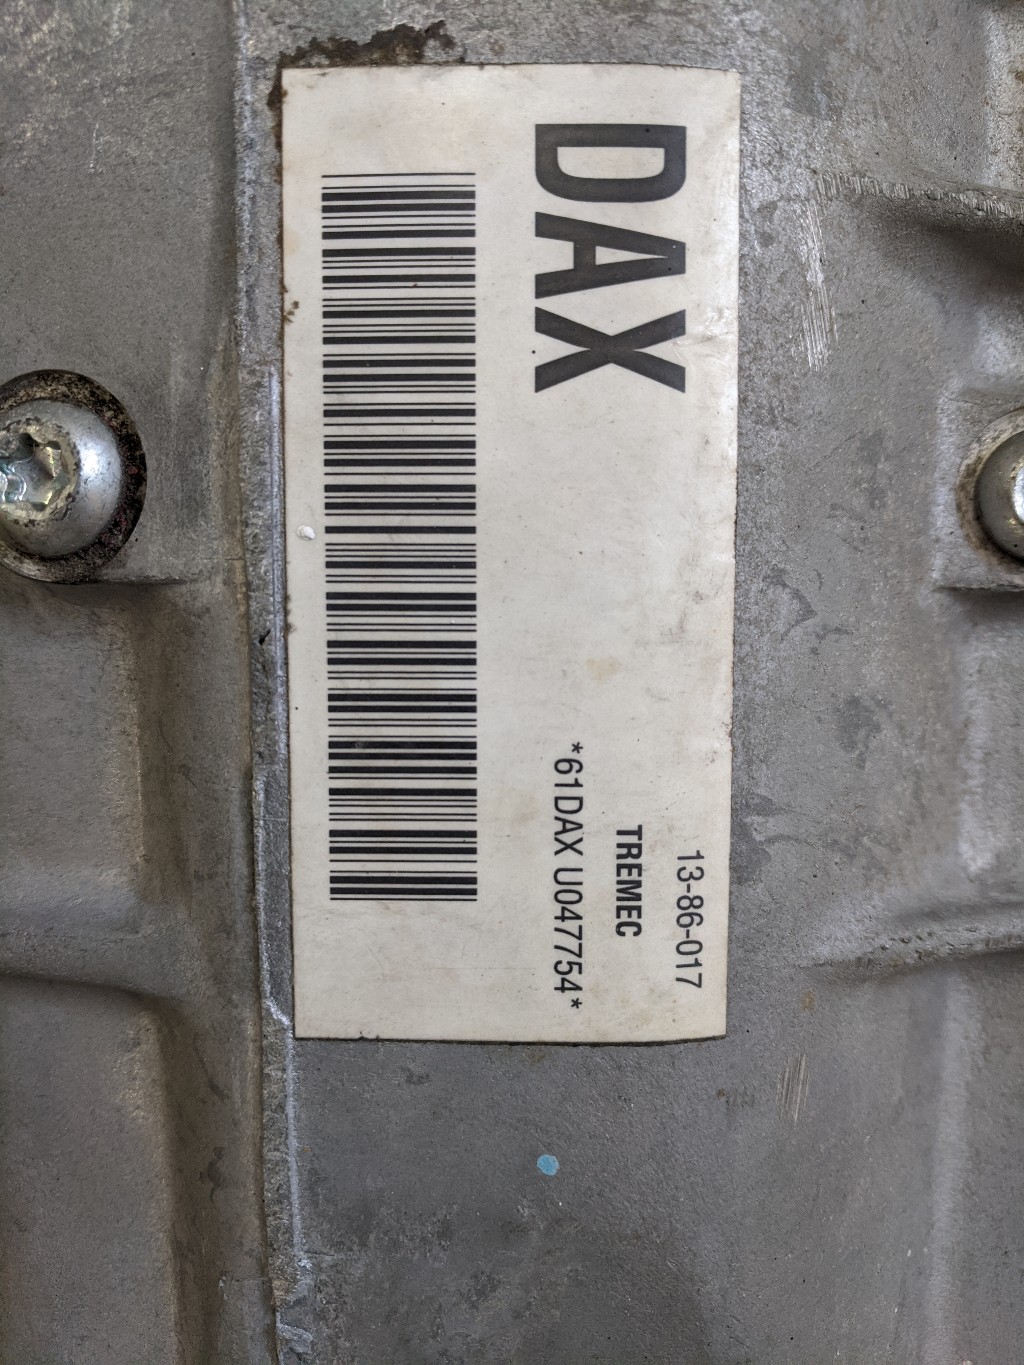 DAX
13-86-017
TREMEC
*61DAX U047754*